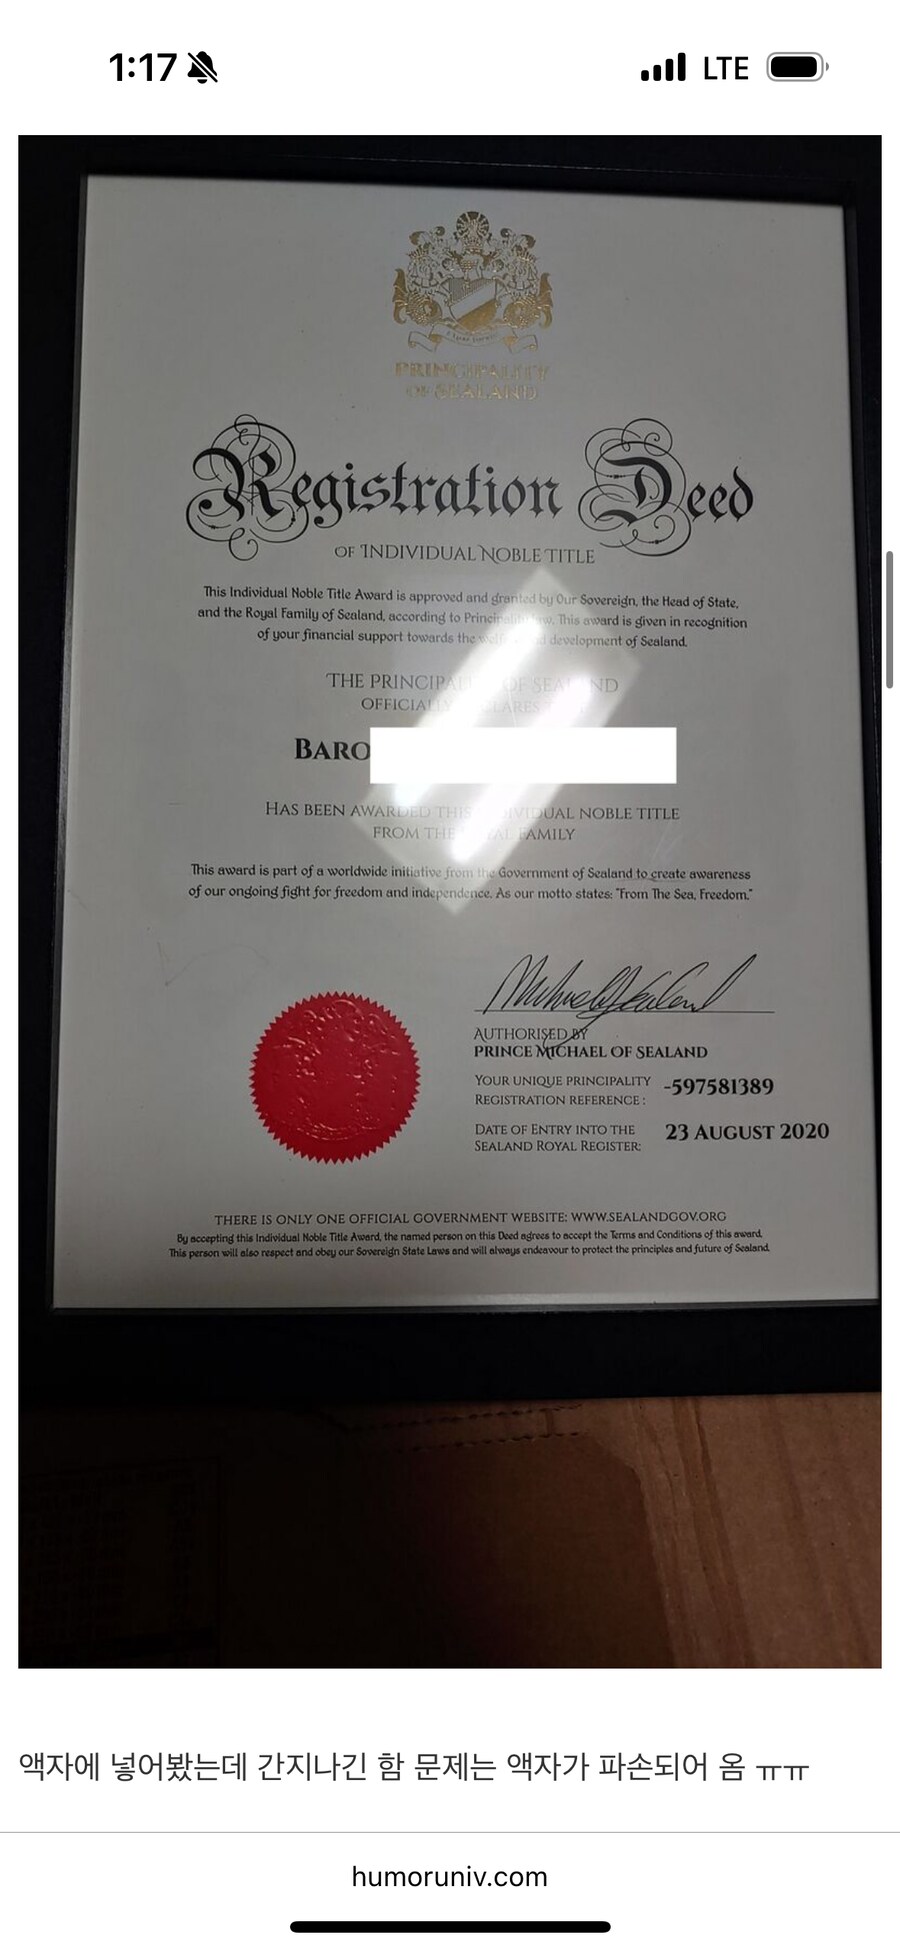 1:17
LTE
PRINCIPALITY
OF SEALAND
Registration Deed
OF INDIVIDUAL NOBLE TITLE
This Individual Noble Title Award is approved and granted by Our Sovereign, the Head of State,
and the Royal Family of Sealand, according to Principality law. This award is given in recognition
of your financial support towards the development of Sealand.
THE PRINCIPALITY OF SEALAND
OFFICIALLY DECLARES
BARO
HAS BEEN AWARDED THIS INDIVIDUAL NOBLE TITLE
FROM THE ROYAL FAMILY
This award is part of a worldwide initiative from the Government of Sealand to create awareness
of our ongoing fight for freedom and independence. As our motto states: "From The Sea, Freedom."
AUTHORISED BY
PRINCE MICHAEL OF SEALAND
YOUR UNIQUE PRINCIPALITY
REGISTRATION REFERENCE : -597581389
DATE OF ENTRY INTO THE
SEALAND ROYAL REGISTER: 23 AUGUST 2020
THERE IS ONLY ONE OFFICIAL GOVERNMENT WEBSITE: WWW.SEALANDGOV.ORG
By accepting this Individual Noble Title Award, the named person on this Deed agrees to accept the Terms and Conditions of this award.
This person will also respect and obey our Sovereign State Laws and will always endeavour to protect the principles and future of Sealand.
액자에 넣어봤는데 간지나긴 함 문제는 액자가 파손되어 옴 ㅠㅠ
humoruniv.com